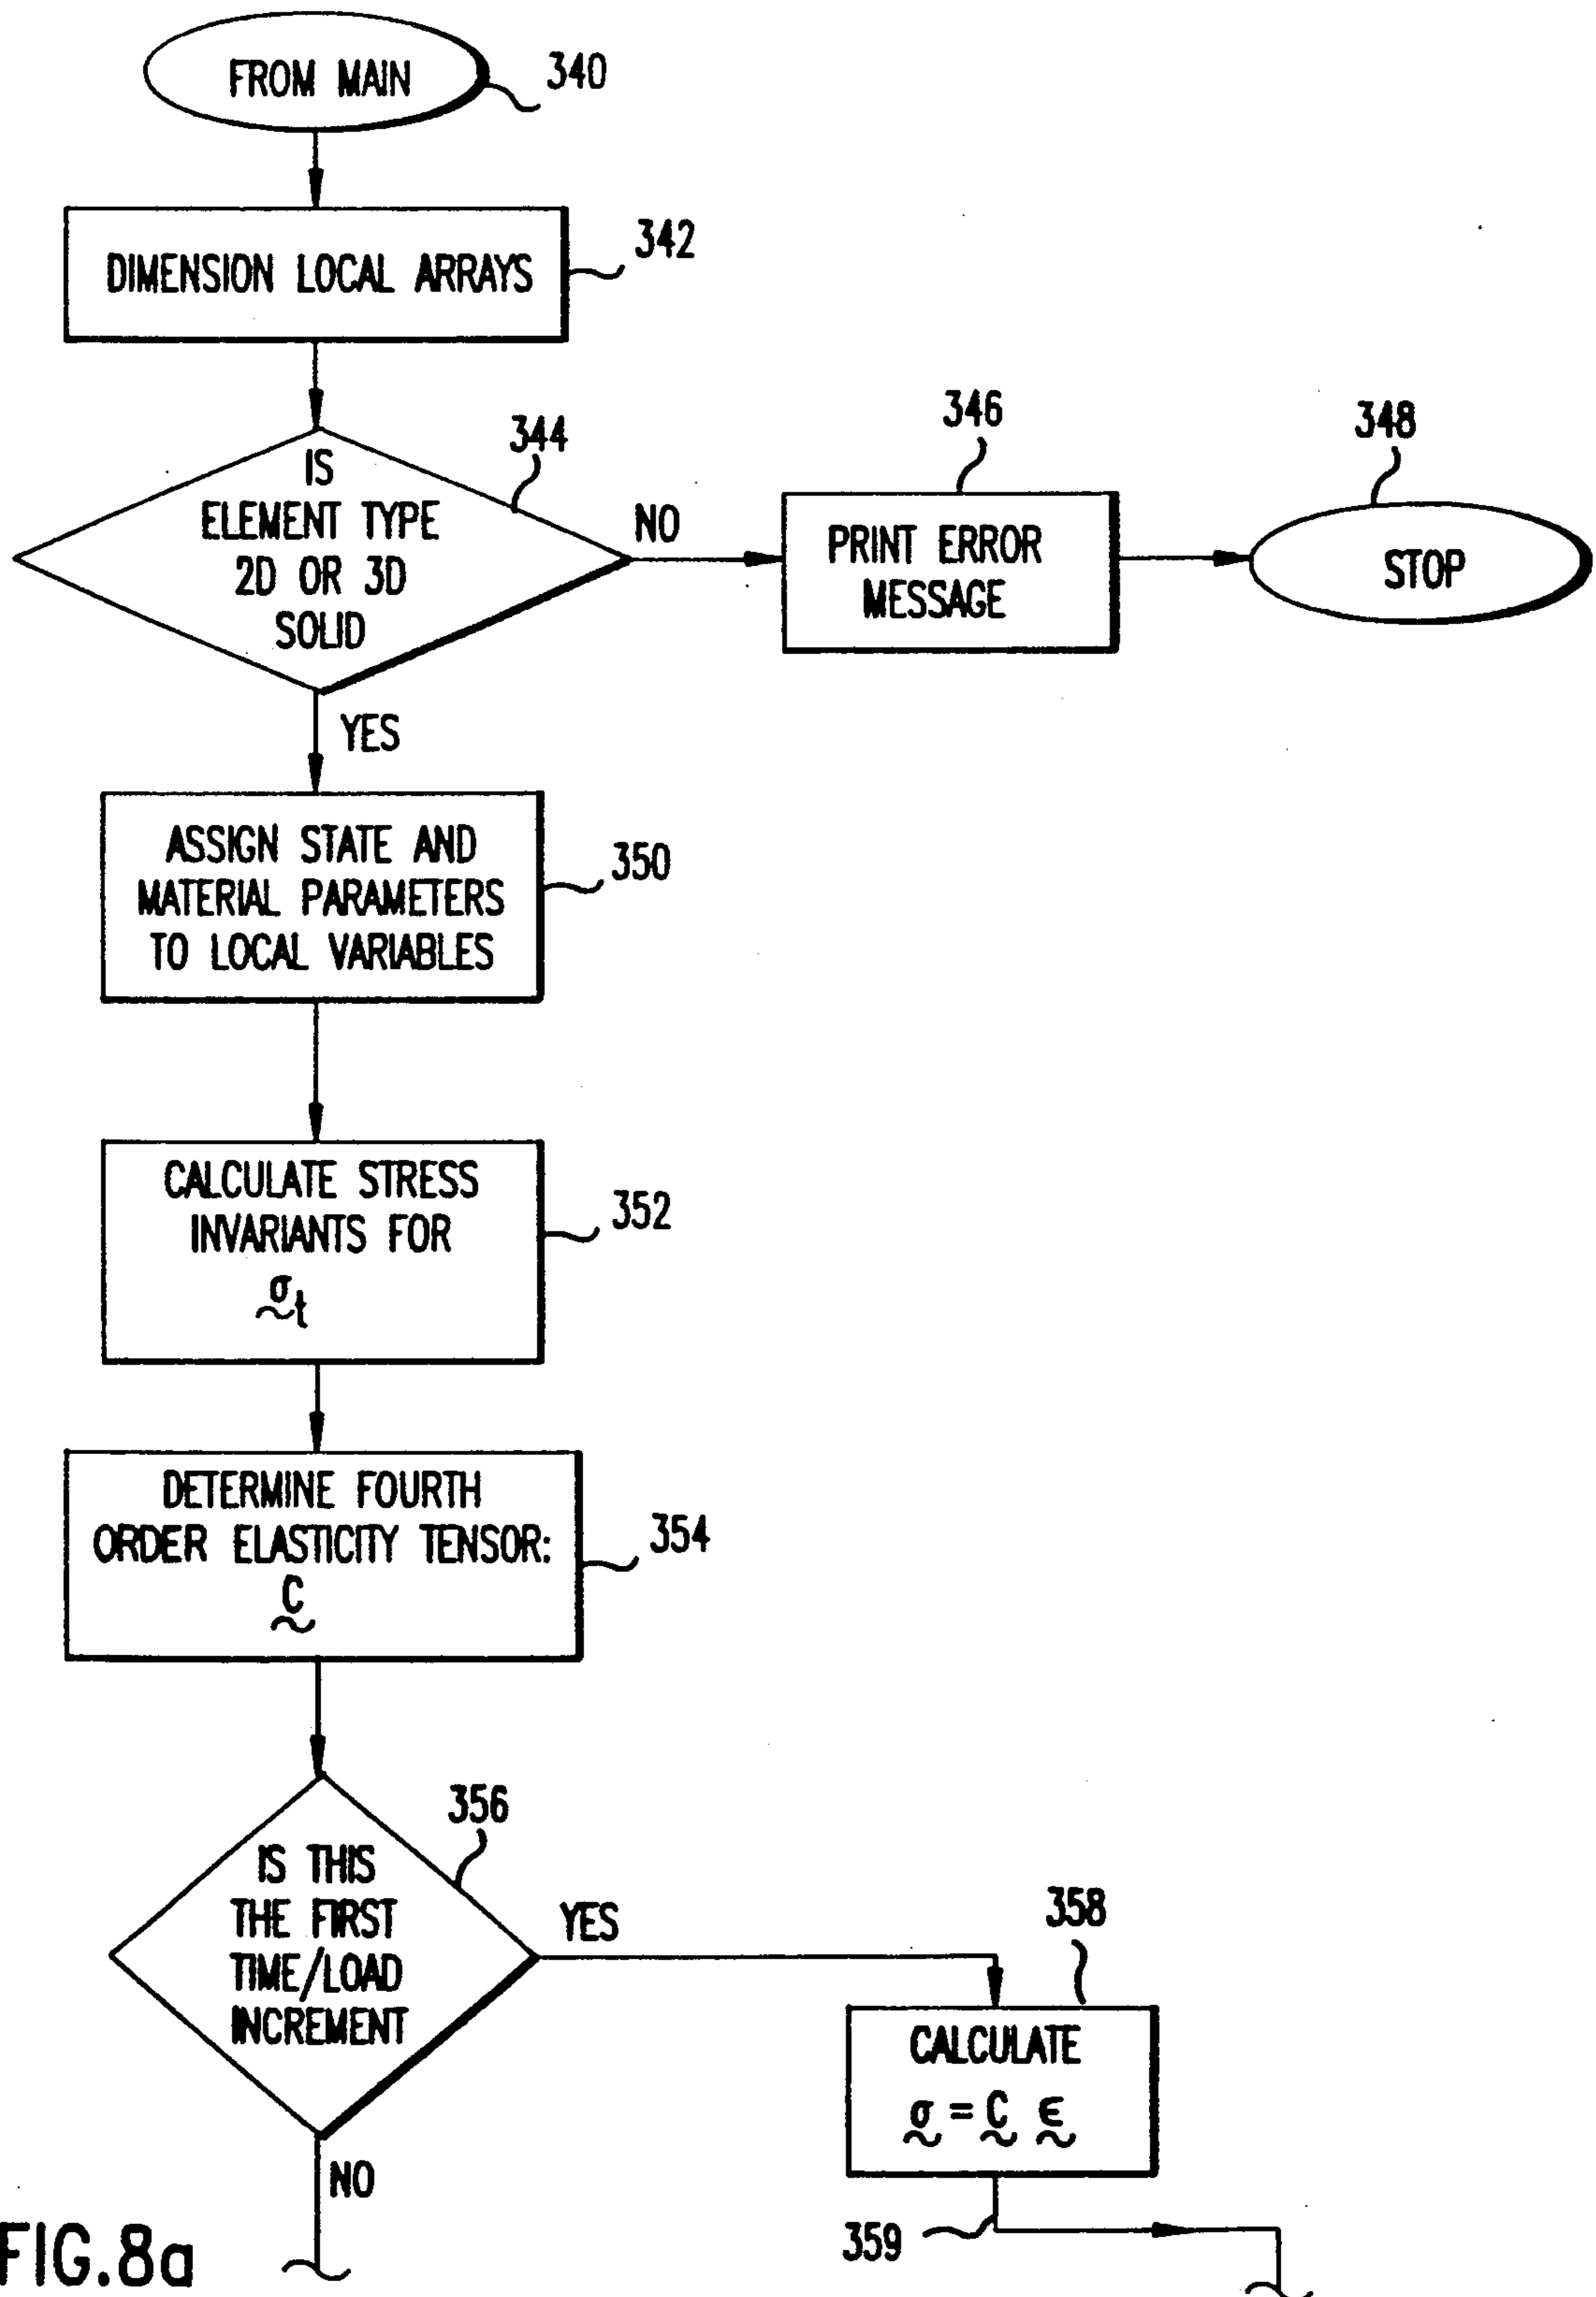 FROM MAIN
340
DIMENSION LOCAL ARRAYS
342
IS
ELEMENT TYPE
2D OR 3D
SOLID
344
NO
346
PRINT ERROR
MESSAGE
348
STOP
YES
ASSIGN STATE AND
MATERIAL PARAMETERS
TO LOCAL VARIABLES
350
CALCULATE STRESS
INVARIANTS FOR
σt
352
DETERMINE FOURTH
ORDER ELASTICITY TENSOR:
C
354
356
IS THIS
THE FIRST
TIME/LOAD
INCREMENT
YES
358
CALCULATE
σ = C ε
NO
359
FIG.8a